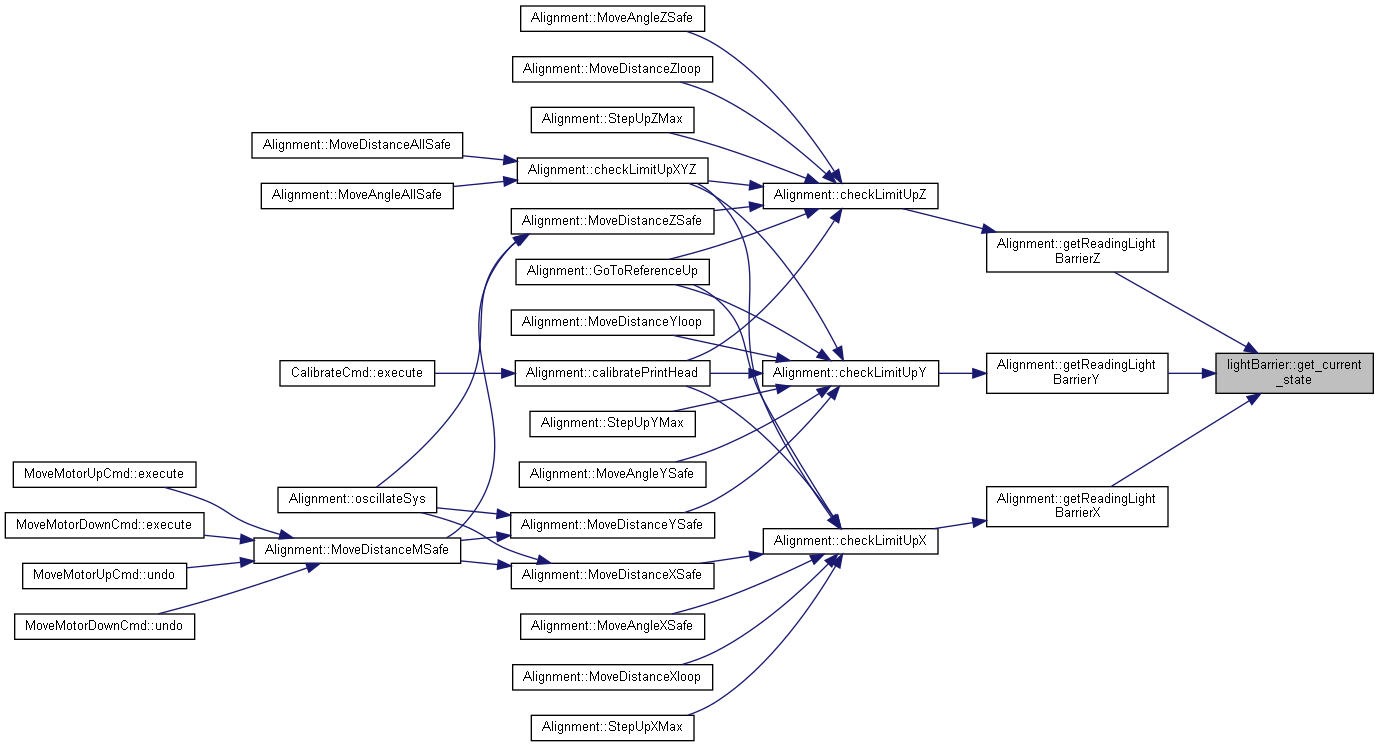 Alignment::MoveAngleZSafe
Alignment::MoveDistanceZloop
Alignment::StepUpZMax
Alignment::MoveDistanceAllSafe
Alignment::checkLimitUpXYZ
Alignment::MoveAngleAllSafe
Alignment::checkLimitUpZ
Alignment::MoveDistanceZSafe
Alignment::getReadingLight
BarrierZ
Alignment::GoToReferenceUp
Alignment::MoveDistanceYloop
CalibrateCmd::execute
Alignment::calibratePrintHead
Alignment::checkLimitUpY
Alignment::getReadingLight
BarrierY
lightBarrier::get_current
_state
Alignment::StepUpYMax
MoveMotorUpCmd::execute
Alignment::MoveAngleYSafe
Alignment::oscillateSys
Alignment::getReadingLight
BarrierX
MoveMotorDownCmd::execute
Alignment::MoveDistanceYSafe
Alignment::MoveDistanceMSafe
Alignment::checkLimitUpX
MoveMotorUpCmd::undo
Alignment::MoveDistanceXSafe
MoveMotorDownCmd::undo
Alignment::MoveAngleXSafe
Alignment::MoveDistanceXloop
Alignment::StepUpXMax